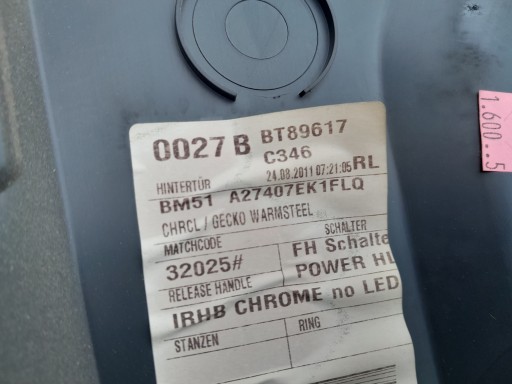 0027 B BT89617
C346
HINTERTÜR 24.08.2011 07:21:05 RL
BM51 A27407EK1FLQ
CHRCL / GECKO WARMSTEEL
MATCHCODE SCHALTER
32025# FH Schalte
RELEASE HANDLE POWER HL
IRHB CHROME no LED
STANZEN RING
1.600..5